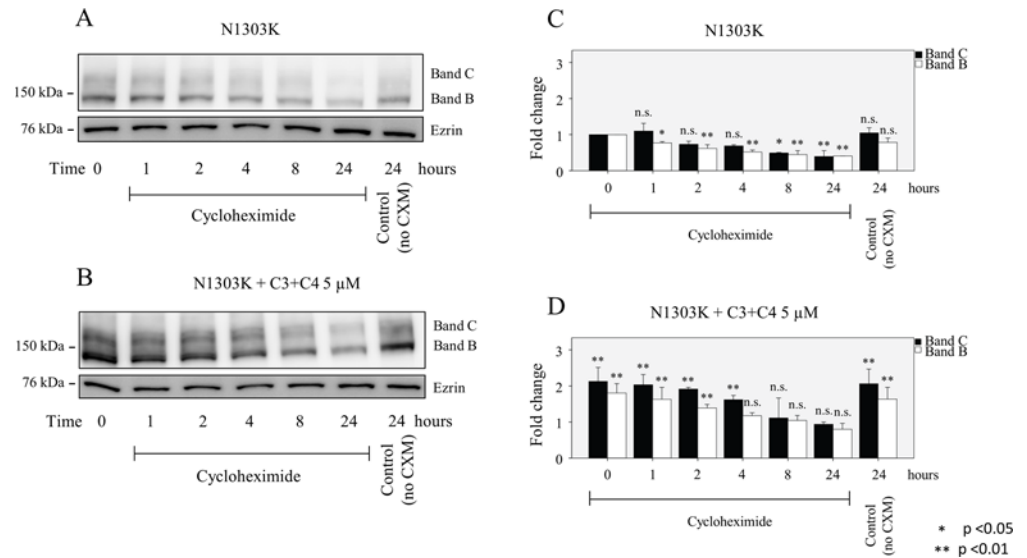 A
N1303K
150 kDa
76 kDa
Band C
Band B
Ezrin
Time 0 1 2 4 8 24 24 hours
Cycloheximide
Control
(no CXM)
B
N1303K + C3+C4 5 µM
150 kDa
76 kDa
Band C
Band B
Ezrin
Time 0 1 2 4 8 24 24 hours
Cycloheximide
Control
(no CXM)
C
N1303K
Band C
Band B
Fold change
3
2
1
0
n.s. * n.s. ** n.s. ** * ** ** ** n.s. n.s.
0 1 2 4 8 24 24 hours
Cycloheximide
Control
(no CXM)
D
N1303K + C3+C4 5 µM
Band C
Band B
Fold change
3
2
1
0
** ** ** ** ** ** ** n.s. n.s. n.s. n.s. n.s. ** **
0 1 2 4 8 24 24 hours
Cycloheximide
Control
(no CXM)
* p <0.05
** p <0.01